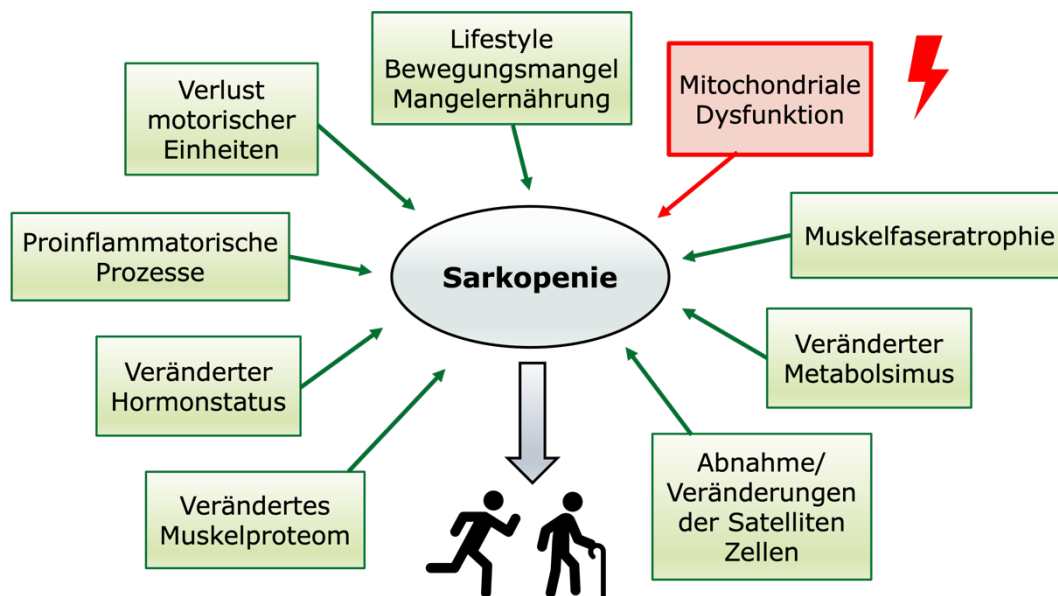 Lifestyle
Bewegungsmangel
Mangelernährung
Mitochondriale
Dysfunktion
Verlust
motorischer
Einheiten
Proinflammatorische
Prozesse
Sarkopenie
Muskelfaseratrophie
Veränderter
Hormonstatus
Veränderter
Metabolsimus
Verändertes
Muskelproteom
Abnahme/
Veränderungen
der Satelliten
Zellen